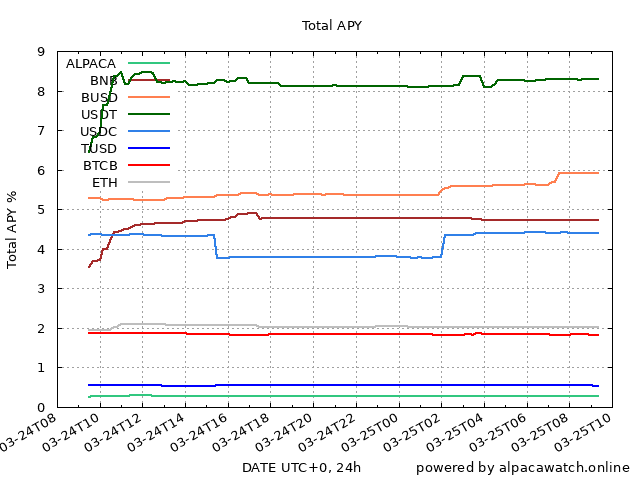 Total APY
Total APY %
9
8
7
6
5
4
3
2
1
0
ALPACA
BNB
BUSD
USDT
USDC
TUSD
BTCB
ETH
03-24T08
03-24T10
03-24T12
03-24T14
03-24T16
03-24T18
03-24T20
03-24T22
03-25T00
03-25T02
03-25T04
03-25T06
03-25T08
03-25T10
DATE UTC+0, 24h
powered by alpacawatch.online